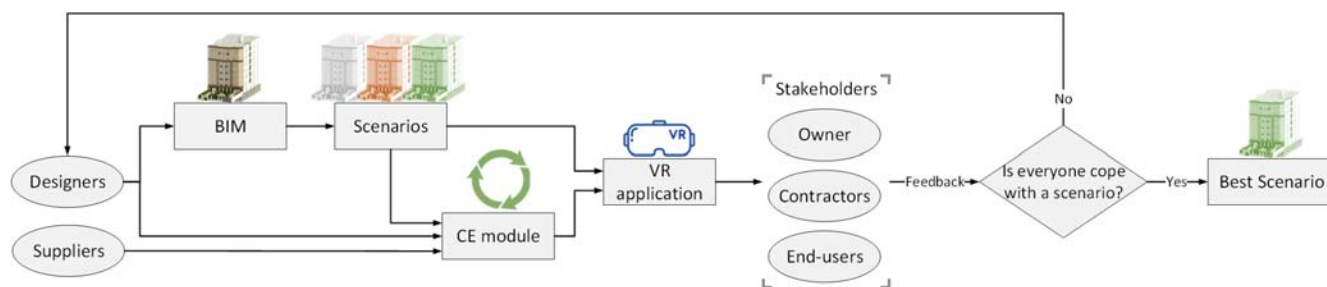 No
Stakeholders
BIM
Scenarios
VR
Owner
VR
application
Designers
Feedback
Is everyone cope
with a scenario?
Yes
Best Scenario
Contractors
CE module
Suppliers
End-users